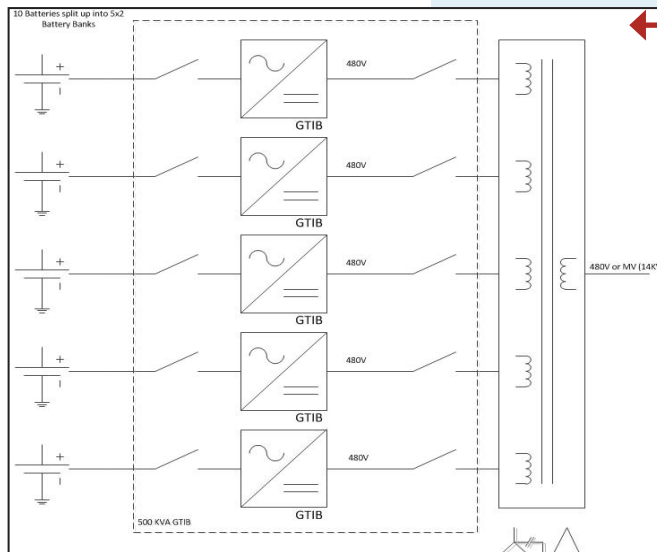 10 Batteries split up into 5x2
Battery Banks
480V
GTIB
480V
GTIB
480V
GTIB
480V or MV (14K
480V
GTIB
480V
GTIB
500 KVA GTIB